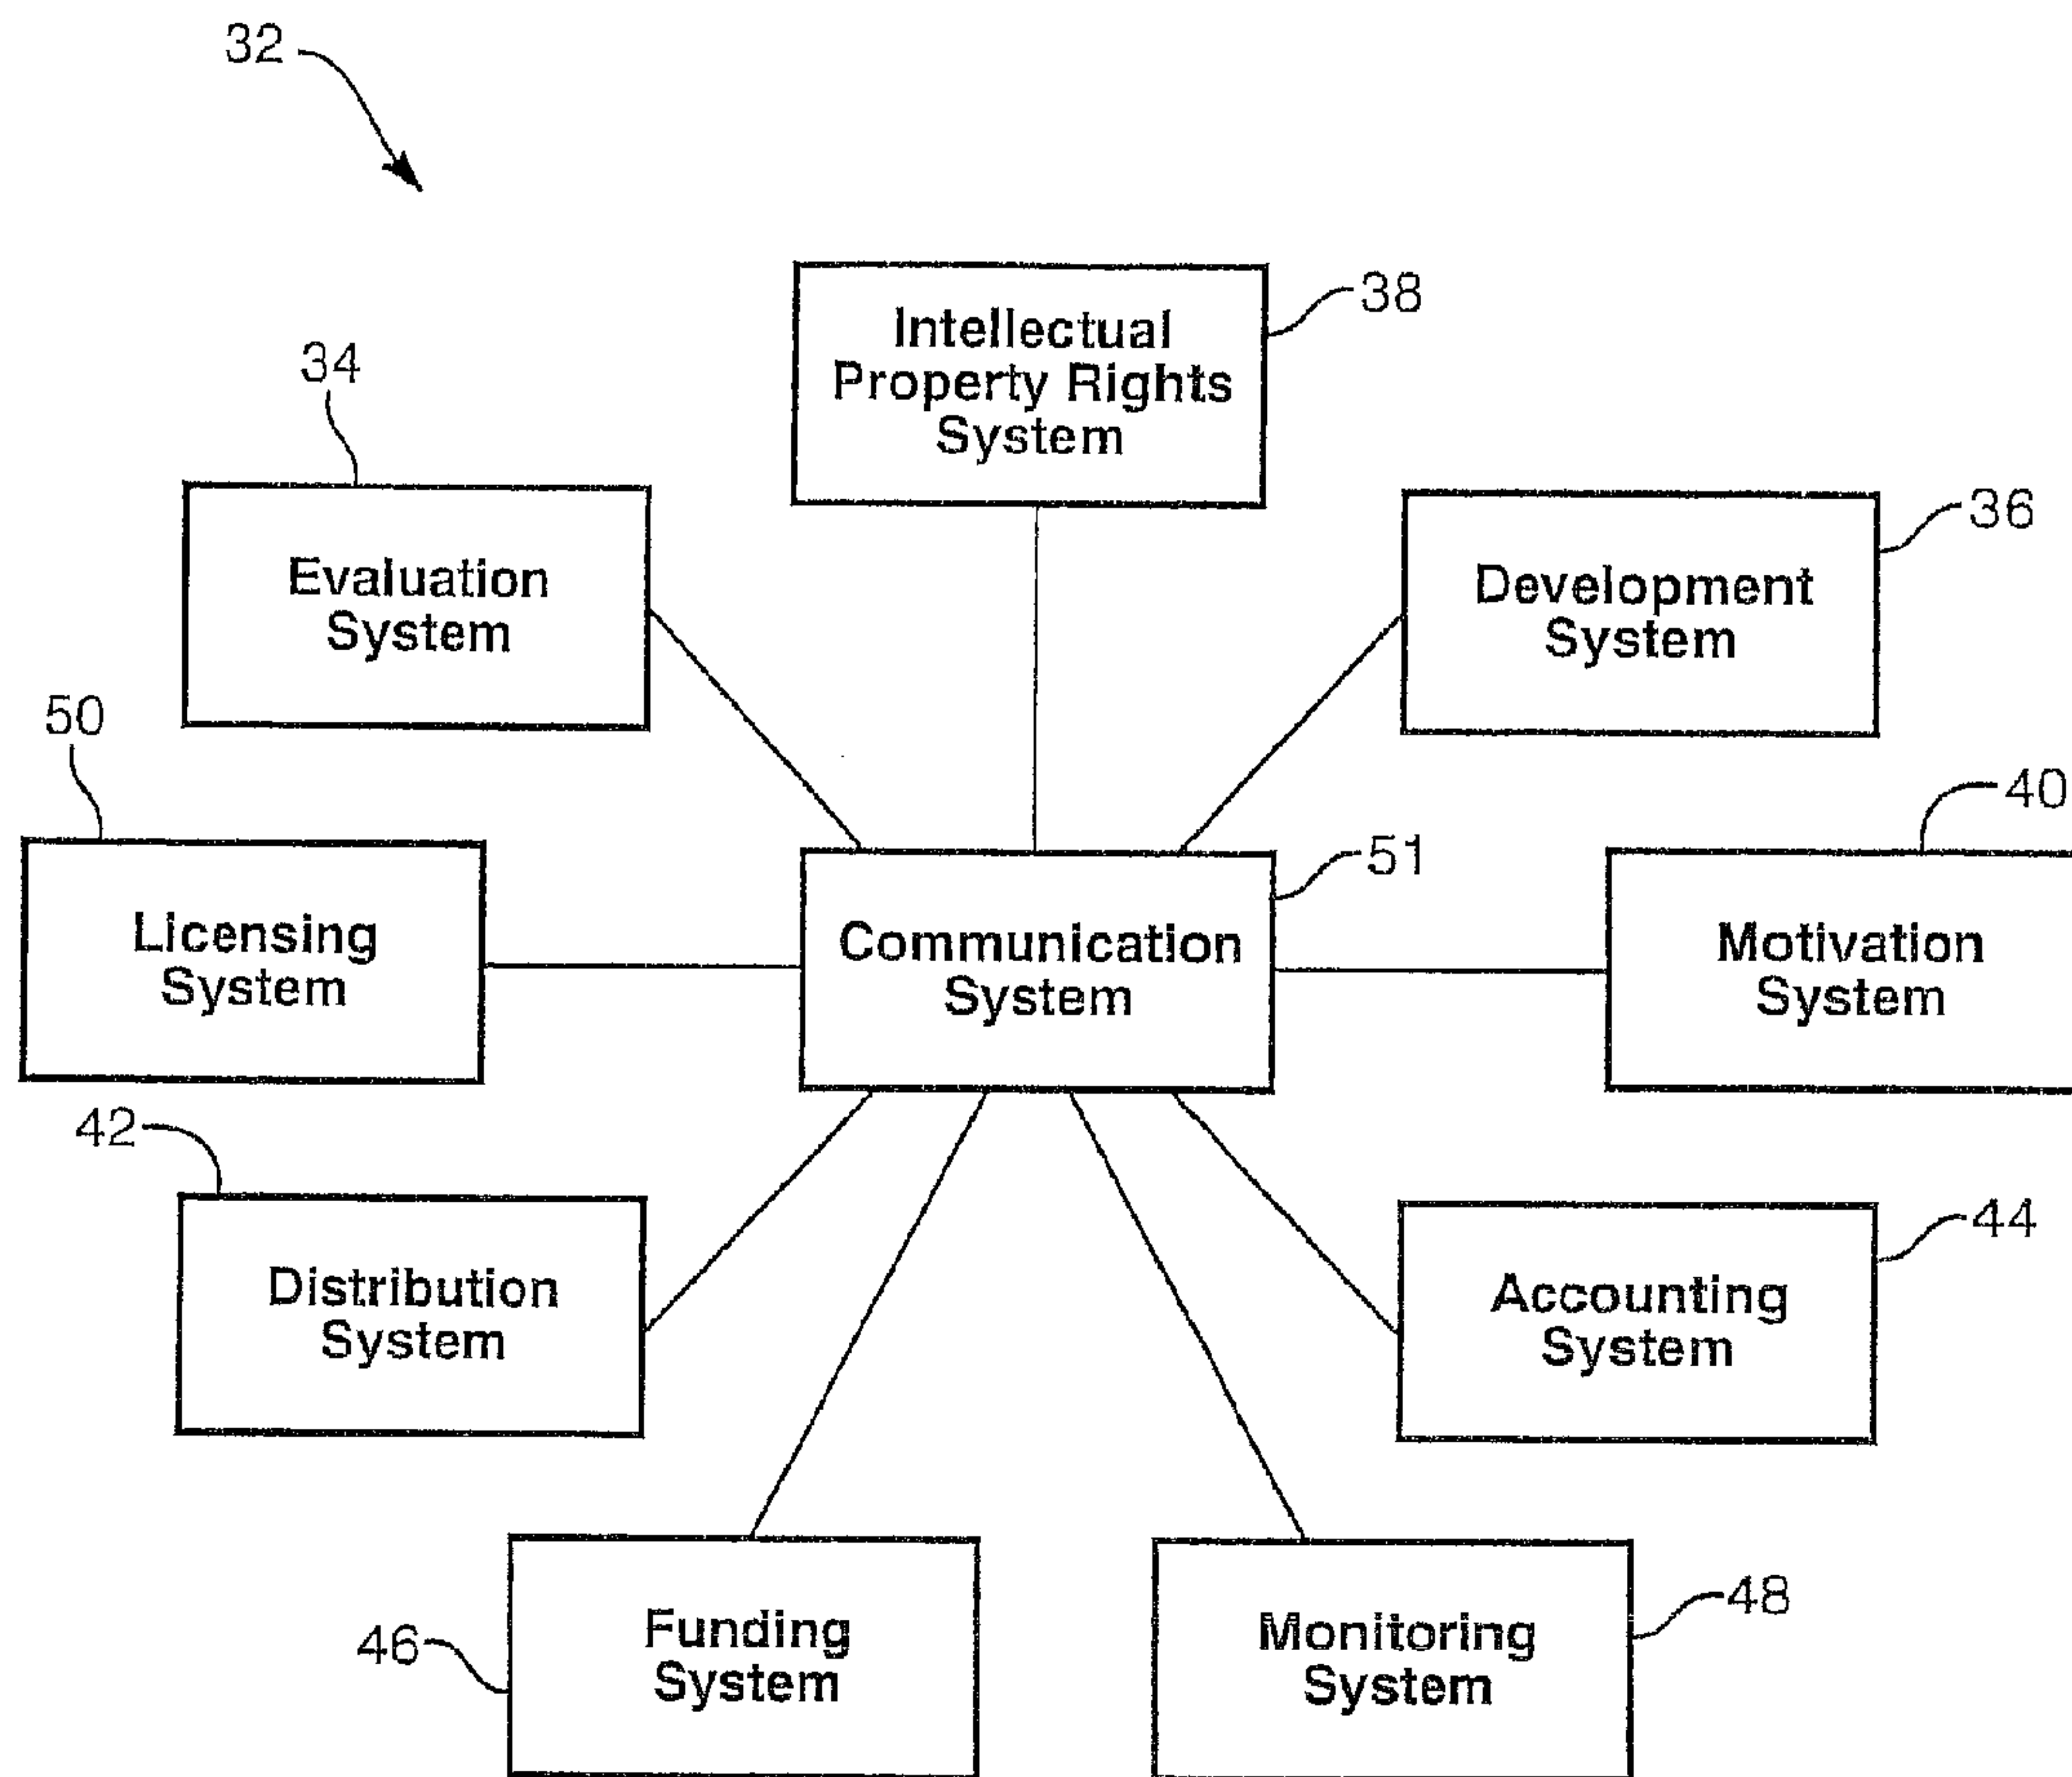 32
38
Intellectual
Property Rights
System
34
Evaluation
System
36
Development
System
50
Licensing
System
51
Communication
System
40
Motivation
System
42
Distribution
System
44
Accounting
System
46
Funding
System
48
Monitoring
System